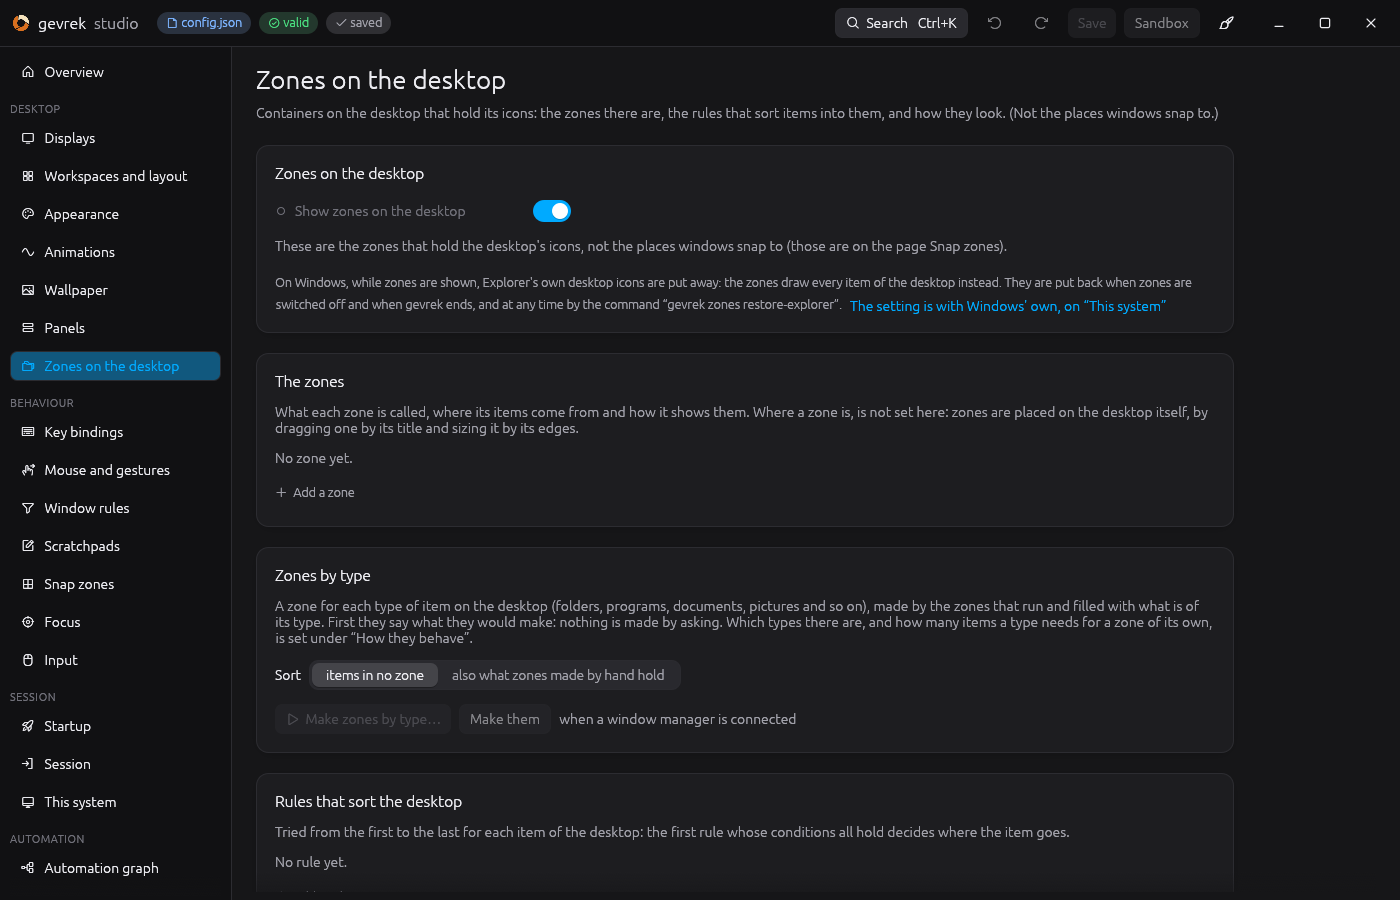 gevrek studio
config.json
valid
saved
Search Ctrl+K
Save
Sandbox
Overview
DESKTOP
Displays
Workspaces and layout
Appearance
Animations
Wallpaper
Panels
Zones on the desktop
BEHAVIOUR
Key bindings
Mouse and gestures
Window rules
Scratchpads
Snap zones
Focus
Input
SESSION
Startup
Session
This system
AUTOMATION
Automation graph
Zones on the desktop
Containers on the desktop that hold its icons: the zones there are, the rules that sort items into them, and how they look. (Not the places windows snap to.)
Zones on the desktop
Show zones on the desktop
These are the zones that hold the desktop's icons, not the places windows snap to (those are on the page Snap zones).
On Windows, while zones are shown, Explorer's own desktop icons are put away: the zones draw every item of the desktop instead. They are put back when zones are
switched off and when gevrek ends, and at any time by the command “gevrek zones restore-explorer”. The setting is with Windows' own, on “This system”
The zones
What each zone is called, where its items come from and how it shows them. Where a zone is, is not set here: zones are placed on the desktop itself, by
dragging one by its title and sizing it by its edges.
No zone yet.
Add a zone
Zones by type
A zone for each type of item on the desktop (folders, programs, documents, pictures and so on), made by the zones that run and filled with what is of
its type. First they say what they would make: nothing is made by asking. Which types there are, and how many items a type needs for a zone of its own,
is set under “How they behave”.
Sort items in no zone also what zones made by hand hold
Make zones by type… Make them when a window manager is connected
Rules that sort the desktop
Tried from the first to the last for each item of the desktop: the first rule whose conditions all hold decides where the item goes.
No rule yet.